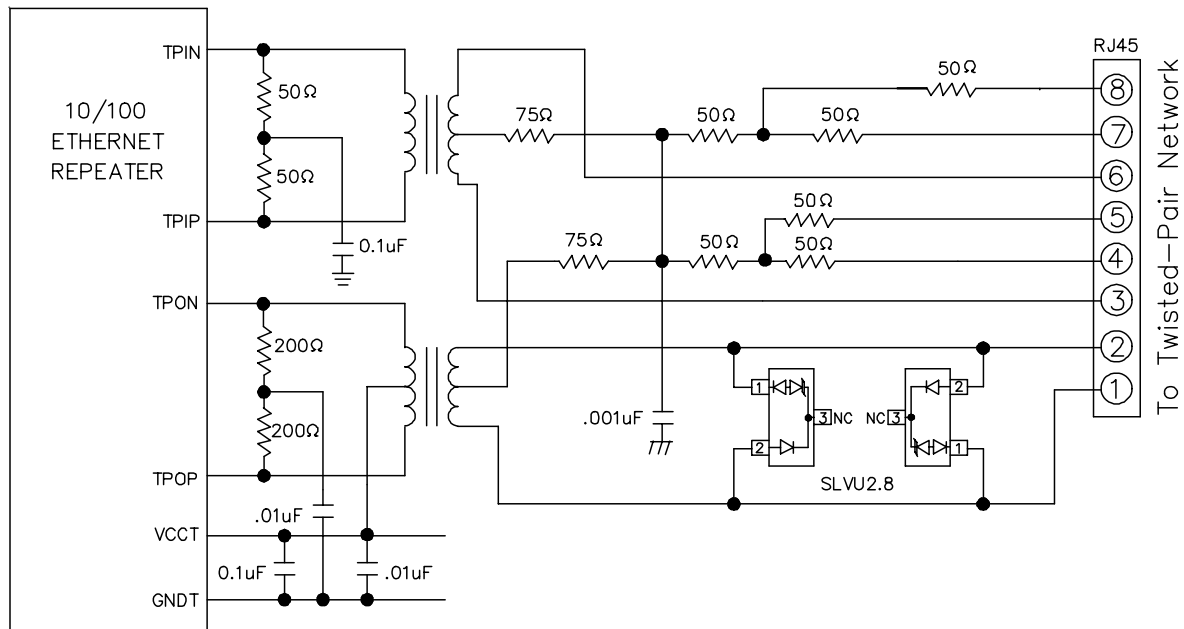 RJ45
TPIN
50Ω
8
10/100
ETHERNET
REPEATER
50Ω
75Ω
50Ω
50Ω
7
50Ω
6
50Ω
5
TPIP
0.1uF
75Ω
50Ω
50Ω
4
TPON
3
200Ω
2
1
2
1
3 NC
NC 3
200Ω
.001uF
2
1
TPOP
SLVU2.8
.01uF
VCCT
0.1uF
.01uF
GNDT
To Twisted-Pair Network